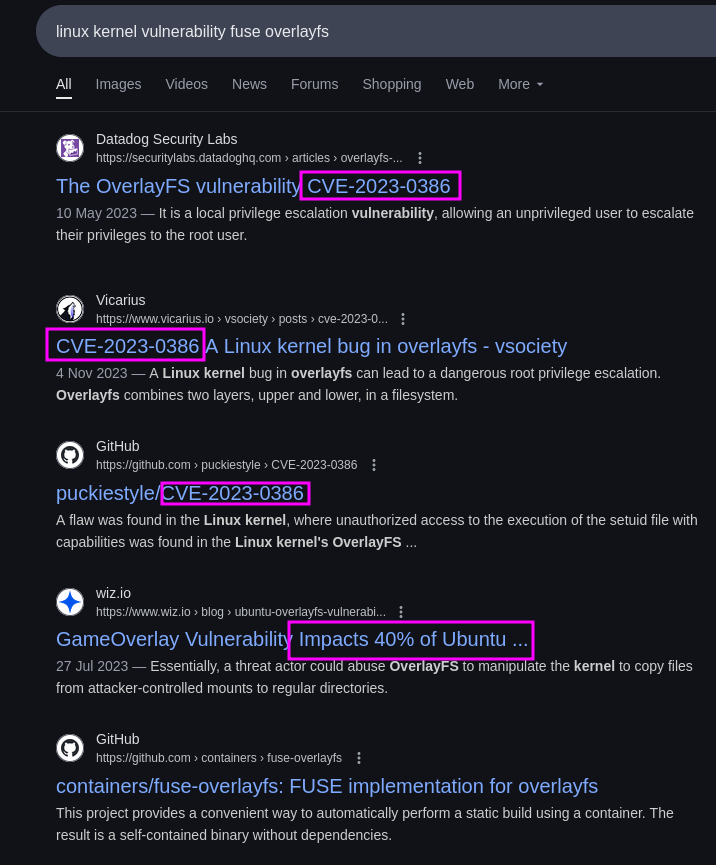 linux kernel vulnerability fuse overlayfs
All Images Videos News Forums Shopping Web More
Datadog Security Labs
https://securitylabs.datadoghq.com › articles › overlayfs-...
The OverlayFS vulnerability CVE-2023-0386
10 May 2023 — It is a local privilege escalation vulnerability, allowing an unprivileged user to escalate
their privileges to the root user.
Vicarius
https://www.vicarius.io › vsociety › posts › cve-2023-0...
CVE-2023-0386 A Linux kernel bug in overlayfs - vsociety
4 Nov 2023 — A Linux kernel bug in overlayfs can lead to a dangerous root privilege escalation.
Overlayfs combines two layers, upper and lower, in a filesystem.
GitHub
https://github.com › puckiestyle › CVE-2023-0386
puckiestyle/CVE-2023-0386
A flaw was found in the Linux kernel, where unauthorized access to the execution of the setuid file with
capabilities was found in the Linux kernel's OverlayFS ...
wiz.io
https://www.wiz.io › blog › ubuntu-overlayfs-vulnerabi...
GameOverlay Vulnerability Impacts 40% of Ubuntu ...
27 Jul 2023 — Essentially, a threat actor could abuse OverlayFS to manipulate the kernel to copy files
from attacker-controlled mounts to regular directories.
GitHub
https://github.com › containers › fuse-overlayfs
containers/fuse-overlayfs: FUSE implementation for overlayfs
This project provides a convenient way to automatically perform a static build using a container. The
result is a self-contained binary without dependencies.